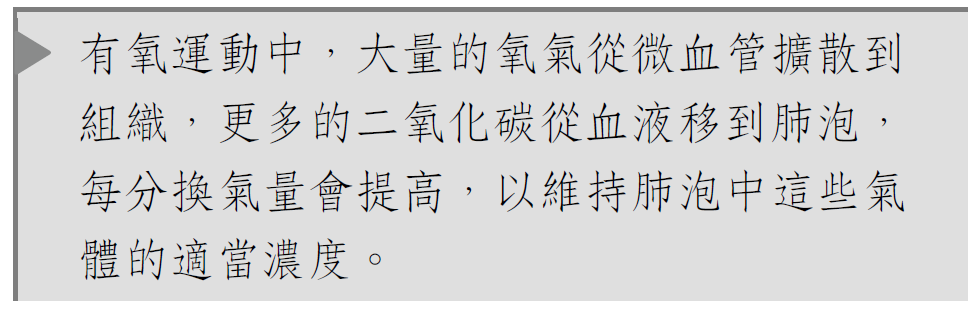 有氧運動中，大量的氧氣從微血管擴散到
組織，更多的二氧化碳從血液移到肺泡，
每分換氣量會提高，以維持肺泡中這些氣
體的適當濃度。